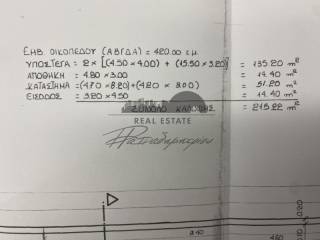 ΕΜΒ. ΟΙΚΟΠΕΔΟΥ (ΑΒΓΔΑ) = 420.00 τ.μ.
ΥΠΟΣΤΕΓΑ = 2 × [(4.50 × 4.00) + (15.50 × 3.20)] = 135.20 m²
ΑΠΟΘΗΚΗ = 4.80 × 3.00 = 14.40 m²
ΚΑΤΑΣΤΗΜΑ = (4.70 × 8.20) + (4.20 × 3.00) = 51.20 m²
ΕΙΣΟΔΟΣ = 3.20 × 4.50 = 14.40 m²
ΣΥΝΟΛΟ ΚΑΛΥΨΗΣ = 215.22 m²
REAL ESTATE